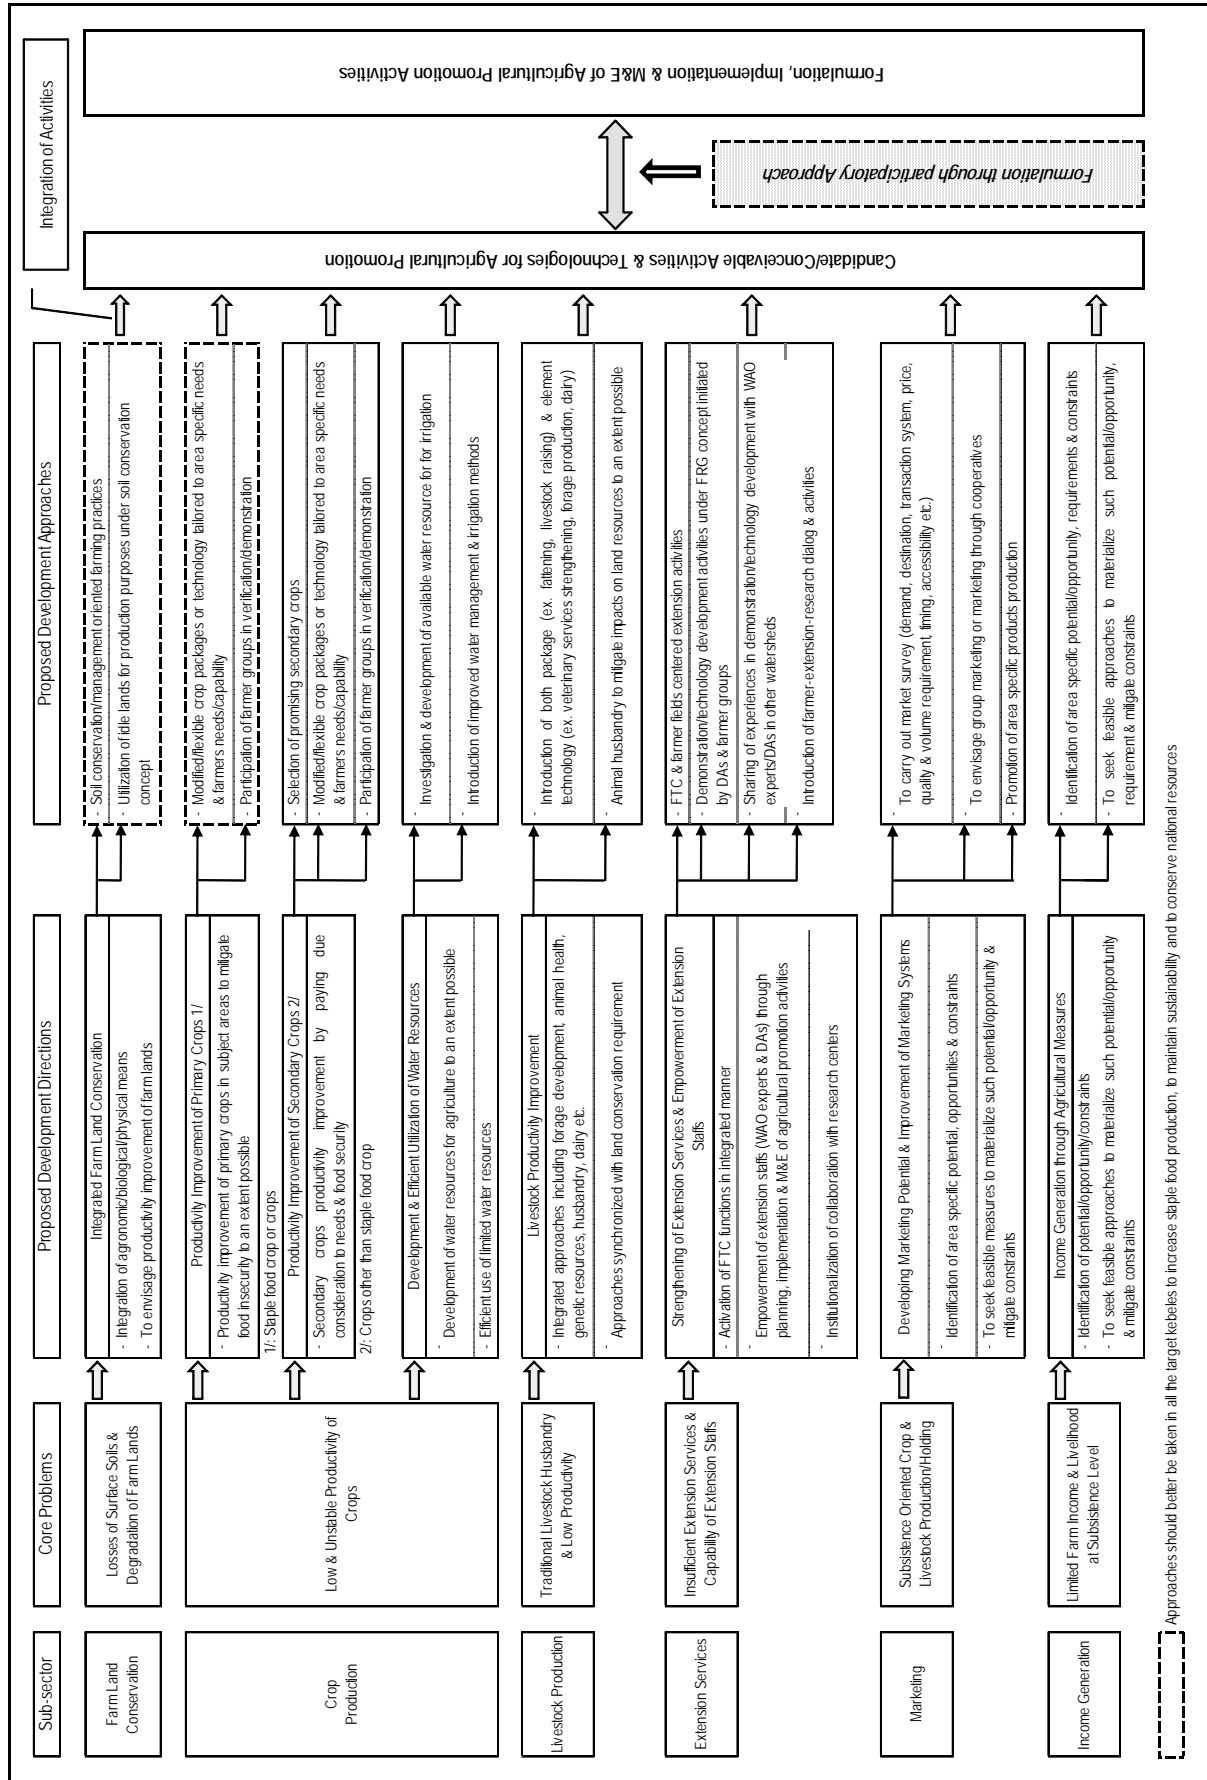 Sub-sector
Core Problems
Proposed Development Directions
Proposed Development Approaches
Integration of Activities
Farm Land
Conservation
Losses of Surface Soils &
Degradation of Farm Lands
Integrated Farm Land Conservation
- Integration of agronomic/biological/physical means
- To envisage productivity improvement of farm lands
- Soil conservation/management oriented farming practices
- Utilization of idle lands for production purposes under soil conservation
concept
Crop
Production
Low & Unstable Productivity of
Crops
Productivity Improvement of Primary Crops 1/
- Productivity improvement of primary crops in subject areas to mitigate
food insecurity to an extent possible
1/: Staple food crop or crops
- Modified/flexible crop packages or technology tailored to area specific needs
& farmers needs/capability
- Participation of farmer groups in verification/demonstration
Productivity Improvement of Secondary Crops 2/
- Secondary crops productivity improvement by paying due
consideration to needs & food security
2/: Crops other than staple food crop
- Selection of promising secondary crops
- Modified/flexible crop packages or technology tailored to area specific needs
& farmers needs/capability
- Participation of farmer groups in verification/demonstration
Development & Efficient Utilization of Water Resources
- Development of water resources for agriculture to an extent possible
- Efficient use of limited water resources
- Investigation & development of available water resource for for irrigation
- Introduction of improved water management & irrigation methods
Livestock Production
Traditional Livestock Husbandry
& Low Productivity
Livestock Productivity Improvement
- Integrated approaches including forage development, animal health,
genetic resources, husbandry, dairy etc.
- Approaches synchronized with land conservation requirement
- Introduction of both package (ex. fattening, livestock raising) & element
technology (ex. veterinary services strengthening, forage production, dairy)
- Animal husbandry to mitigate impacts on land resources to an extent possible
Extension Services
Insufficient Extension Services &
Capability of Extension Staffs
Strengthening of Extension Services & Empowerment of Extension
Staffs
- Activation of FTC functions in integrated manner
- Empowerment of extension staffs (WAO experts & DAs) through
planning, implementation & M&E of agricultural promotion activities
- Institutionalization of collaboration with research centers
- FTC & farmer fields centered extension activities
- Demonstration/technology development activities under FRG concept initiated
by DAs & farmer groups
- Sharing of experiences in demonstration/technology development with WAO
experts/DAs in other watersheds
- Introduction of farmer-extension-research dialog & activities
Marketing
Subsistence Oriented Crop &
Livestock Production/Holding
Developing Marketing Potential & Improvement of Marketing Systems
- Identification of area specific potential, opportunities & constraints
- To seek feasible measures to materialize such potential/opportunity &
mitigate constraints
- To carry out market survey (demand, destination, transaction system, price,
quality & volume requirement, timing, accessibility etc.)
- To envisage group marketing or marketing through cooperatives
- Promotion of area specific products production
Income Generation
Limited Farm Income & Livelihood
at Subsistence Level
Income Generation through Agricultural Measures
- Identification of potential/opportunity/constraints
- To seek feasible approaches to materialize such potential/opportunity
& mitigate constraints
- Identification of area specific potential/opportunity, requirements & constraints
- To seek feasible approaches to materialize such potential/opportunity,
requirement & mitigate constraints
Candidate/Conceivable Activities & Technologies for Agricultural Promotion
Formulation through participatory Approach
Formulation, Implementation & M&E of Agricultural Promotion Activities
Approaches should better be taken in all the target kebeles to increase staple food production, to maintain sustainability and to conserve national resources